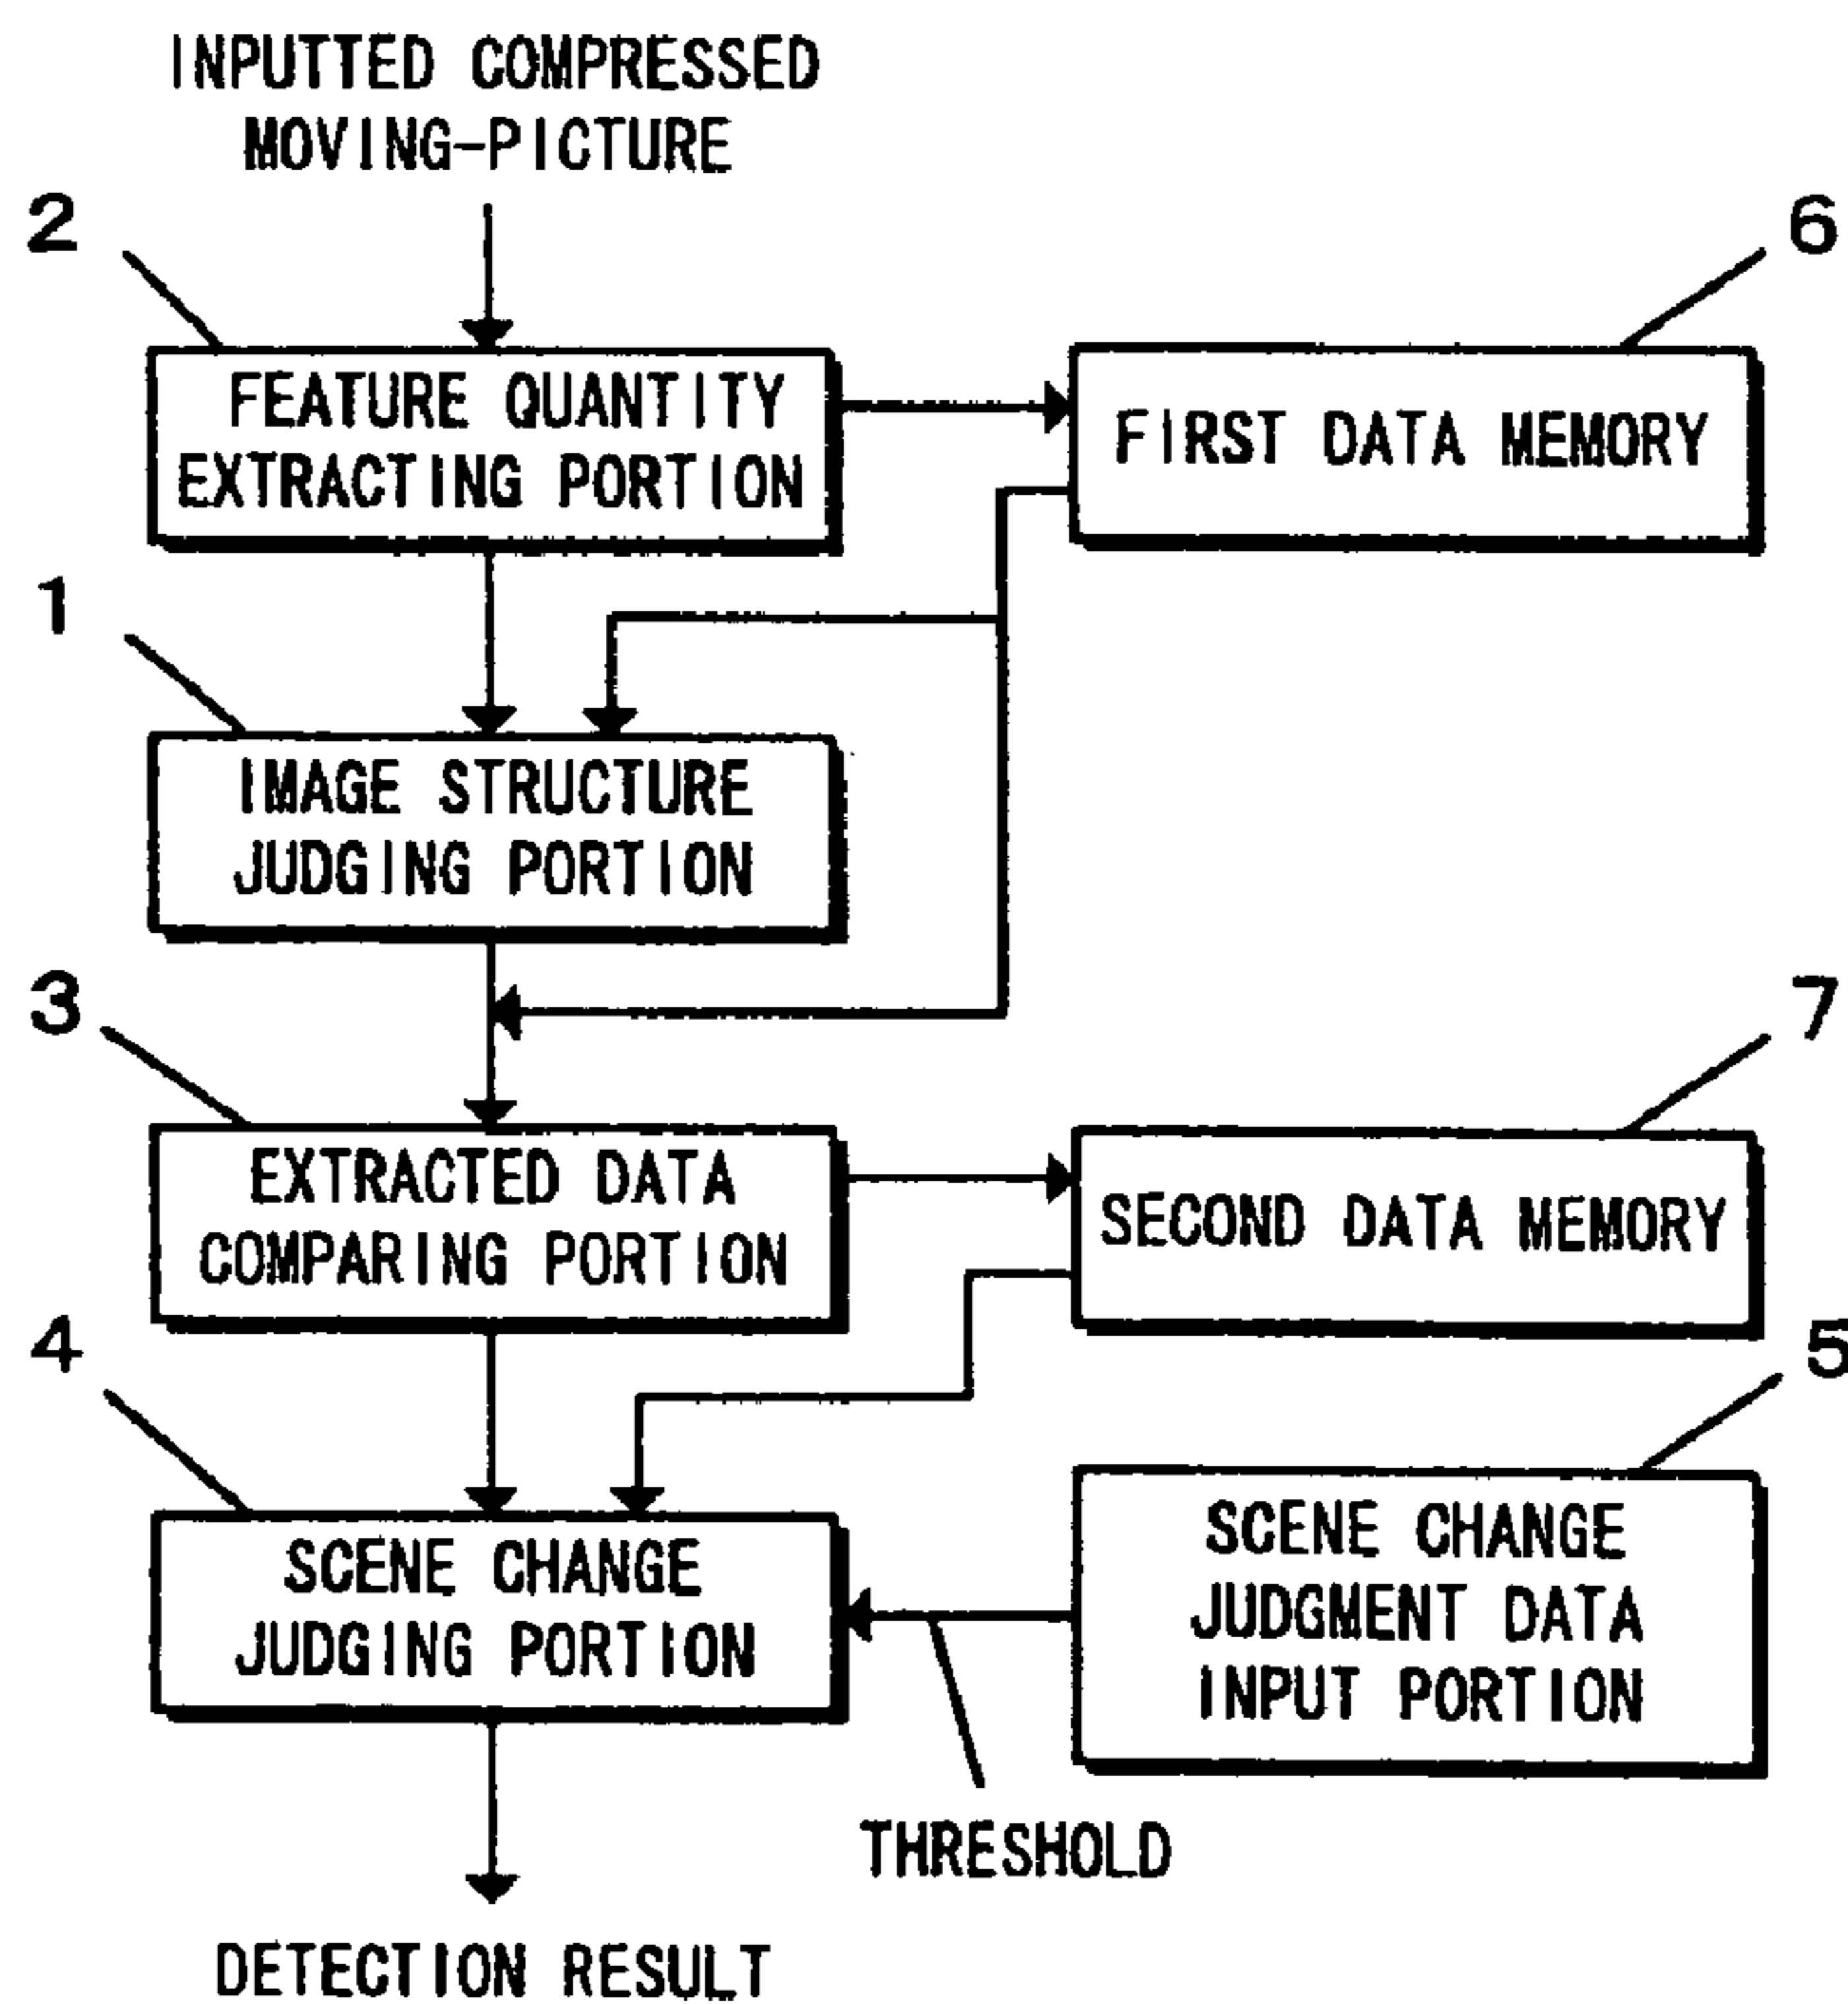 INPUTTED COMPRESSED
MOVING-PICTURE
2
6
FEATURE QUANTITY
EXTRACTING PORTION
FIRST DATA MEMORY
1
IMAGE STRUCTURE
JUDGING PORTION
3
7
EXTRACTED DATA
COMPARING PORTION
SECOND DATA MEMORY
4
5
SCENE CHANGE
JUDGING PORTION
SCENE CHANGE
JUDGMENT DATA
INPUT PORTION
THRESHOLD
DETECTION RESULT